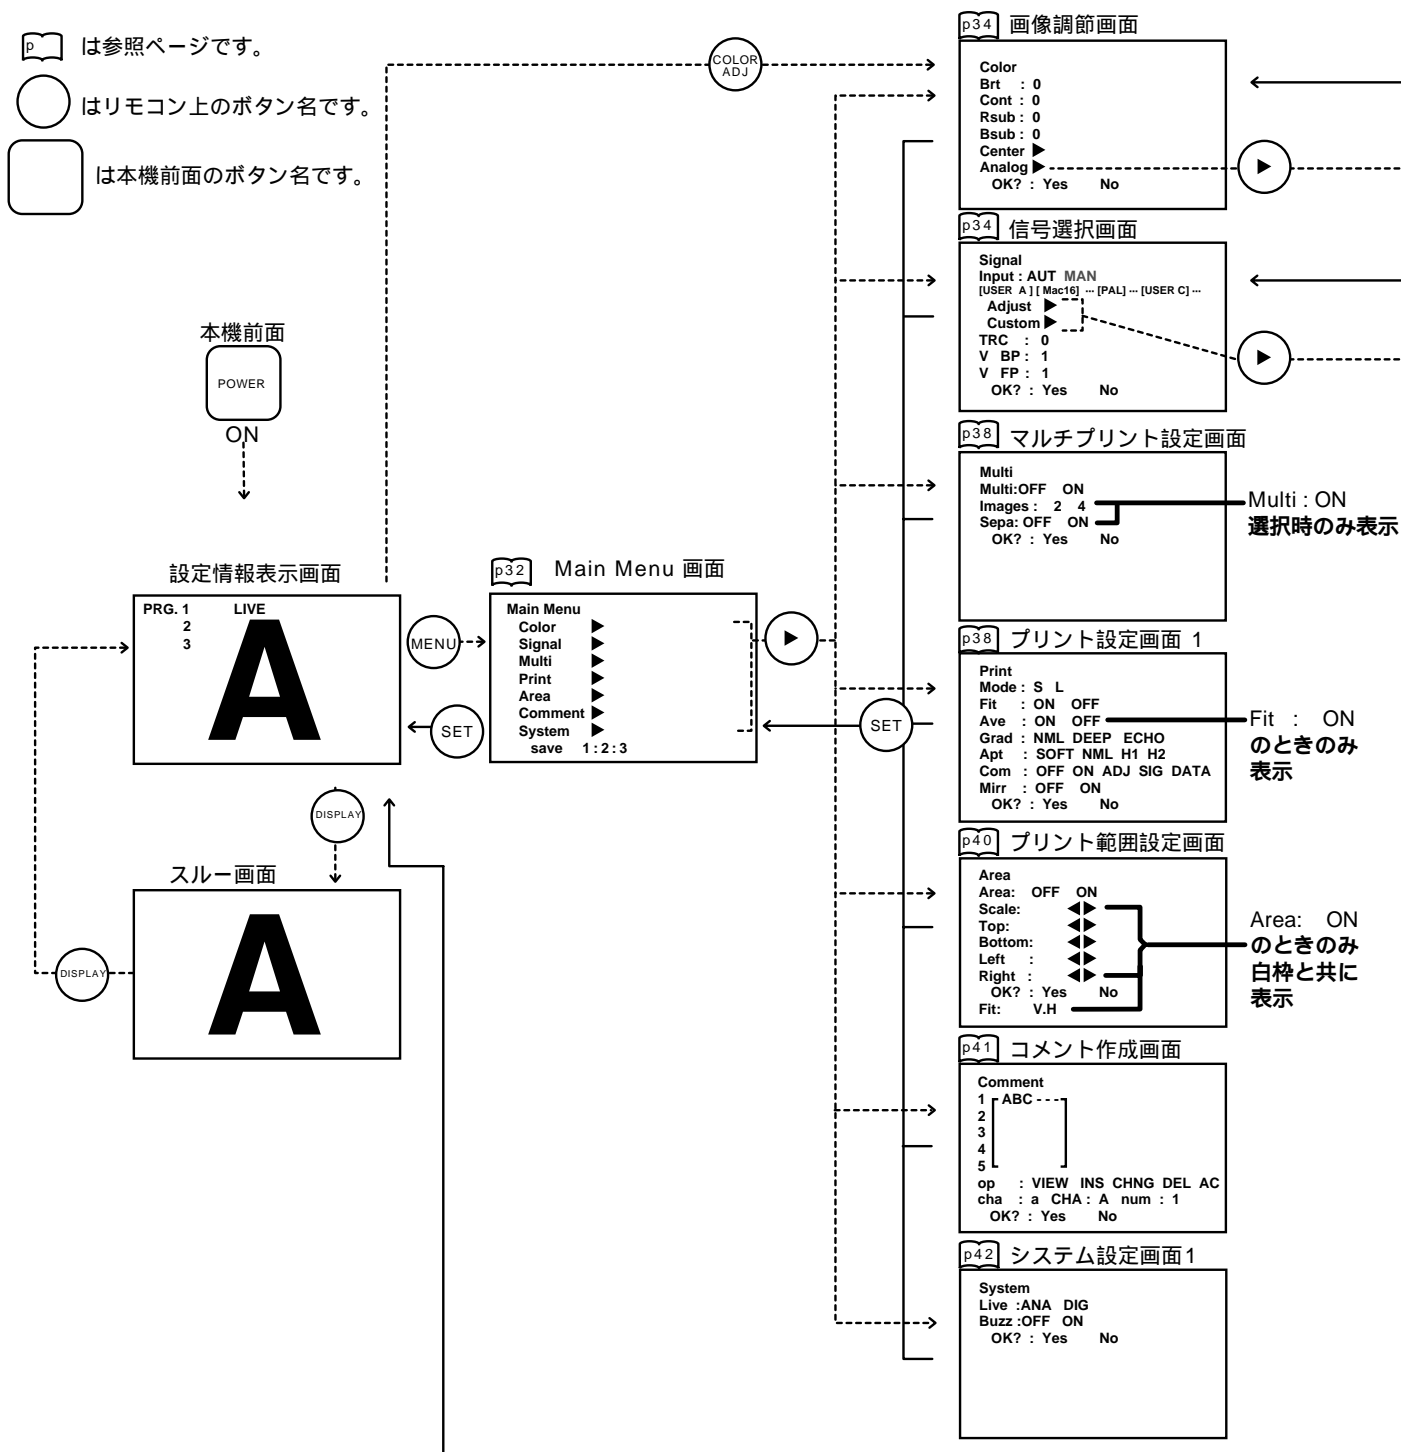 p は参照ページです。
はリモコン上のボタン名です。
は本機前面のボタン名です。
本機前面
POWER
ON
設定情報表示画面
PRG. 1 LIVE
2
3
A
MENU
SET
DISPLAY
スルー画面
A
DISPLAY
COLOR
ADJ
p32 Main Menu 画面
Main Menu
Color ▶
Signal ▶
Multi ▶
Print ▶
Area ▶
Comment ▶
System ▶
save 1 : 2 : 3
▶
SET
p34 画像調節画面
Color
Brt : 0
Cont : 0
Rsub : 0
Bsub : 0
Center ▶
Analog ▶
OK? : Yes No
▶
p34 信号選択画面
Signal
Input : AUT MAN
[USER A ] [ Mac16] ··· [PAL] ··· [USER C] ···
Adjust ▶
Custom ▶
TRC : 0
V BP : 1
V FP : 1
OK? : Yes No
▶
p38 マルチプリント設定画面
Multi
Multi:OFF ON
Images : 2 4
Sepa: OFF ON
OK? : Yes No
Multi : ON
選択時のみ表示
p38 プリント設定画面 1
Print
Mode : S L
Fit : ON OFF
Ave : ON OFF
Grad : NML DEEP ECHO
Apt : SOFT NML H1 H2
Com : OFF ON ADJ SIG DATA
Mirr : OFF ON
OK? : Yes No
Fit : ON
のときのみ
表示
p40 プリント範囲設定画面
Area
Area: OFF ON
Scale: ◀▶
Top: ◀▶
Bottom: ◀▶
Left : ◀▶
Right : ◀▶
OK? : Yes No
Fit: V.H
Area: ON
のときのみ
白枠と共に
表示
p41 コメント作成画面
Comment
1 ABC - - -
2
3
4
5
op : VIEW INS CHNG DEL AC
cha : a CHA : A num : 1
OK? : Yes No
p42 システム設定画面1
System
Live :ANA DIG
Buzz :OFF ON
OK? : Yes No